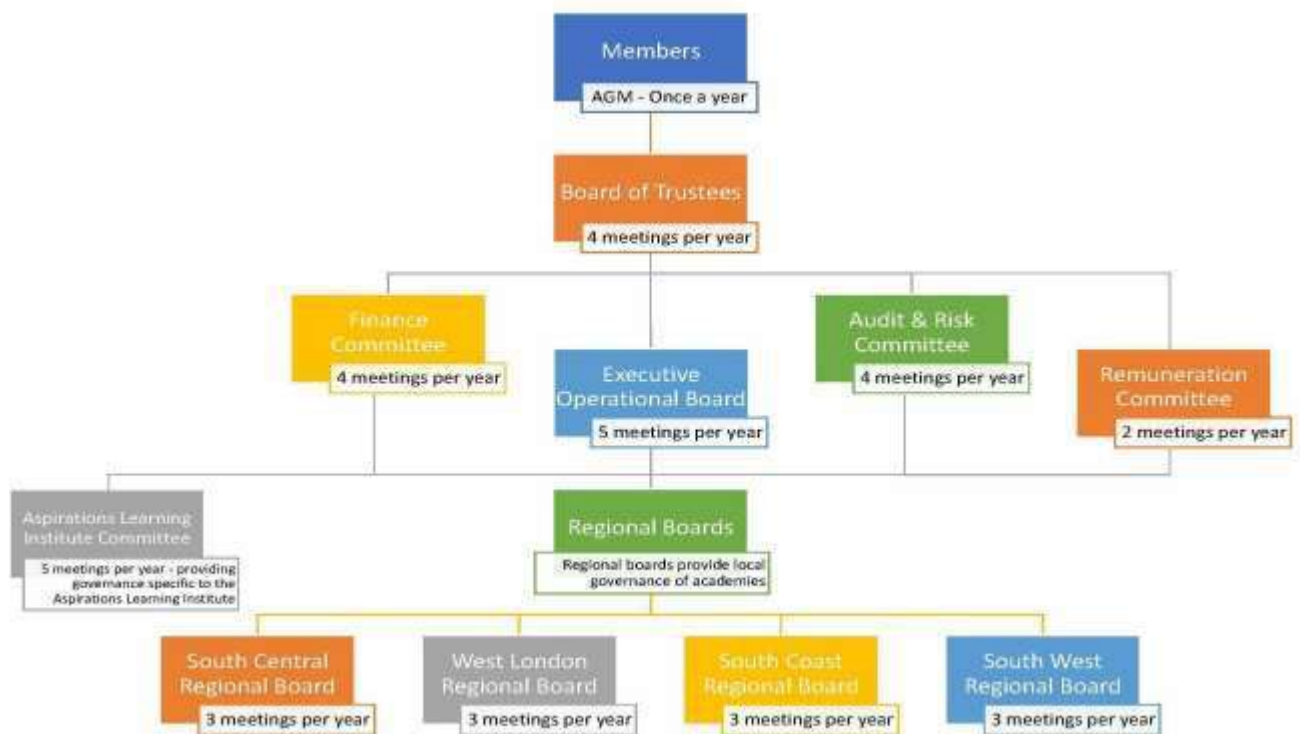 Members
AGM - Once a year
Board of Trustees
4 meetings per year
Finance
Committee
4 meetings per year
Executive
Operational Board
5 meetings per year
Audit & Risk
Committee
4 meetings per year
Remuneration
Committee
2 meetings per year
Aspirations Learning
Institute Committee
5 meetings per year - providing
governance specific to the
Aspirations Learning Institute
Regional Boards
Regional boards provide local
governance of academies
South Central
Regional Board
3 meetings per year
West London
Regional Board
3 meetings per year
South Coast
Regional Board
3 meetings per year
South West
Regional Board
3 meetings per year